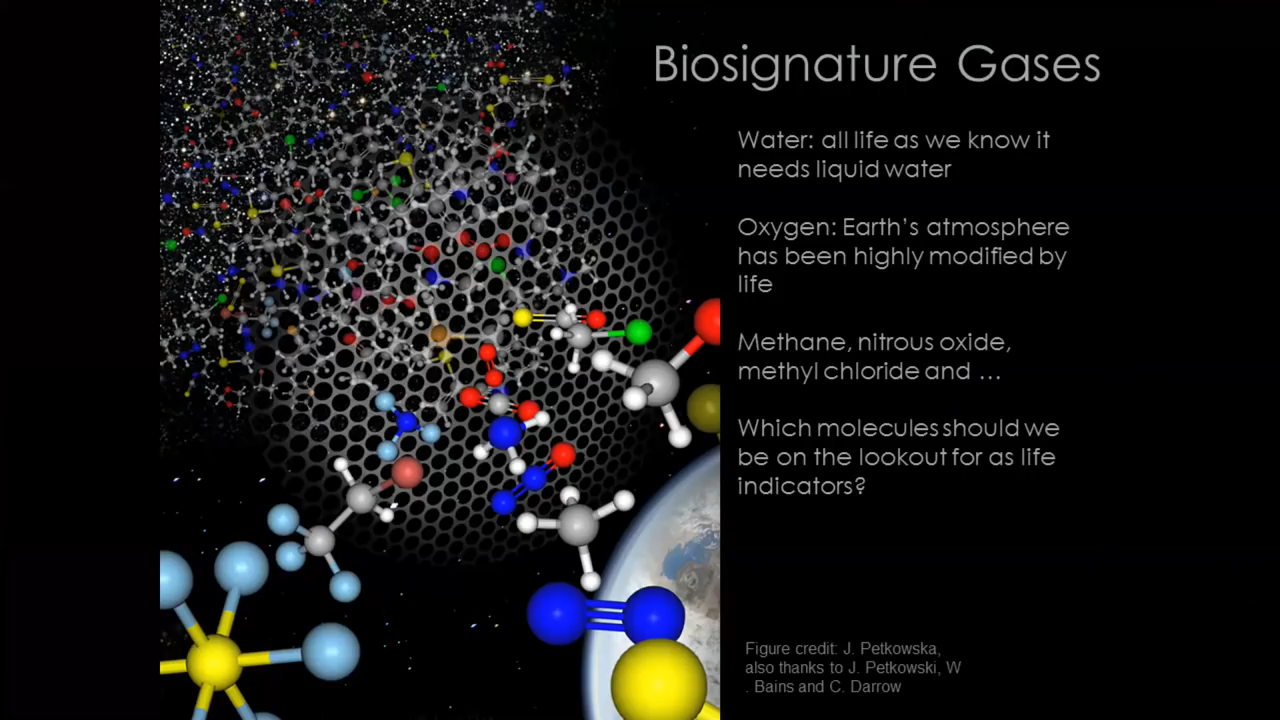 Biosignature Gases
Water: all life as we know it
needs liquid water
Oxygen: Earth's atmosphere
has been highly modified by
life
Methane, nitrous oxide,
methyl chloride and …
Which molecules should we
be on the lookout for as life
indicators?
Figure credit: J. Petkowska,
also thanks to J. Petkowski, W
. Bains and C. Darrow